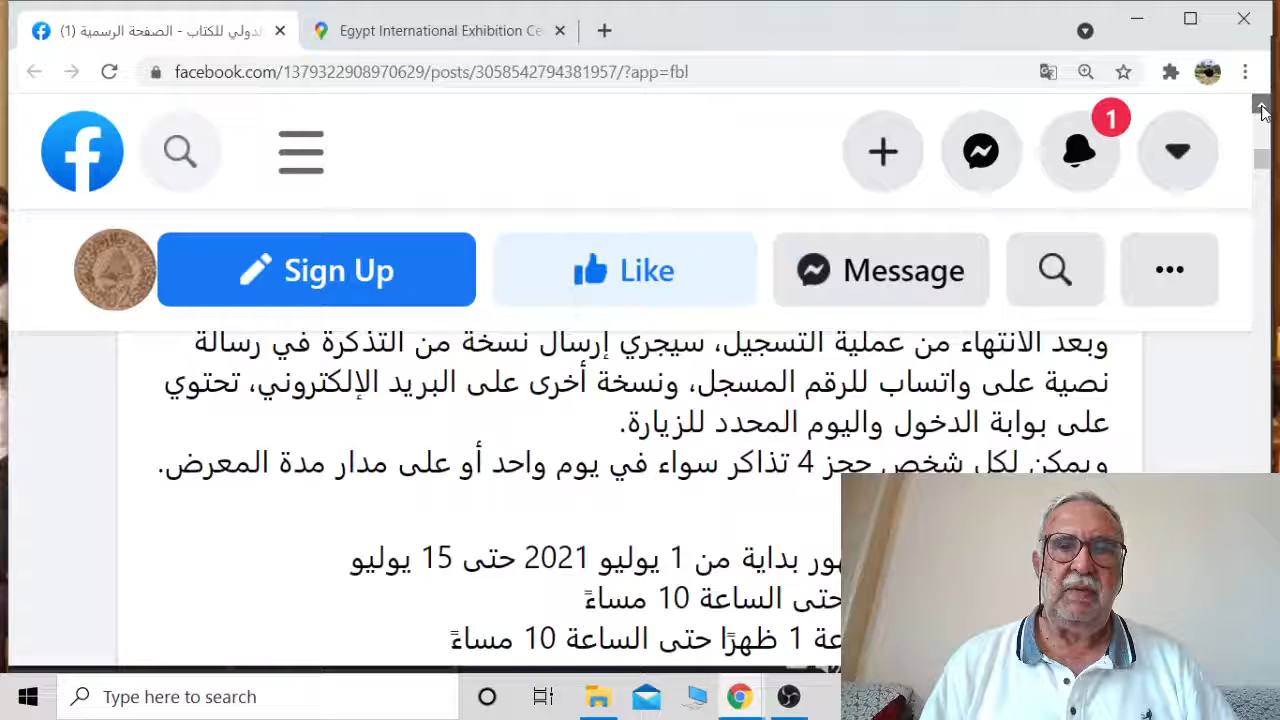 (1) الدولي للكتاب - الصفحة الرسمية
Egypt International Exhibition Ce
facebook.com/1379322908970629/posts/3058542794381957/?app=fbl
1
Sign Up
Like
Message
وبعد الانتهاء من عملية التسجيل، سيجري إرسال نسخة من التذكرة في رسالة
نصية على واتساب للرقم المسجل، ونسخة أخرى على البريد الإلكتروني، تحتوي
على بوابة الدخول واليوم المحدد للزيارة.
ويمكن لكل شخص حجز 4 تذاكر سواء في يوم واحد أو على مدار مدة المعرض.
بداية من 1 يوليو 2021 حتى 15 يوليو
حتى الساعة 10 مساءً
1 ظهرًا حتى الساعة 10 مساءً
Type here to search